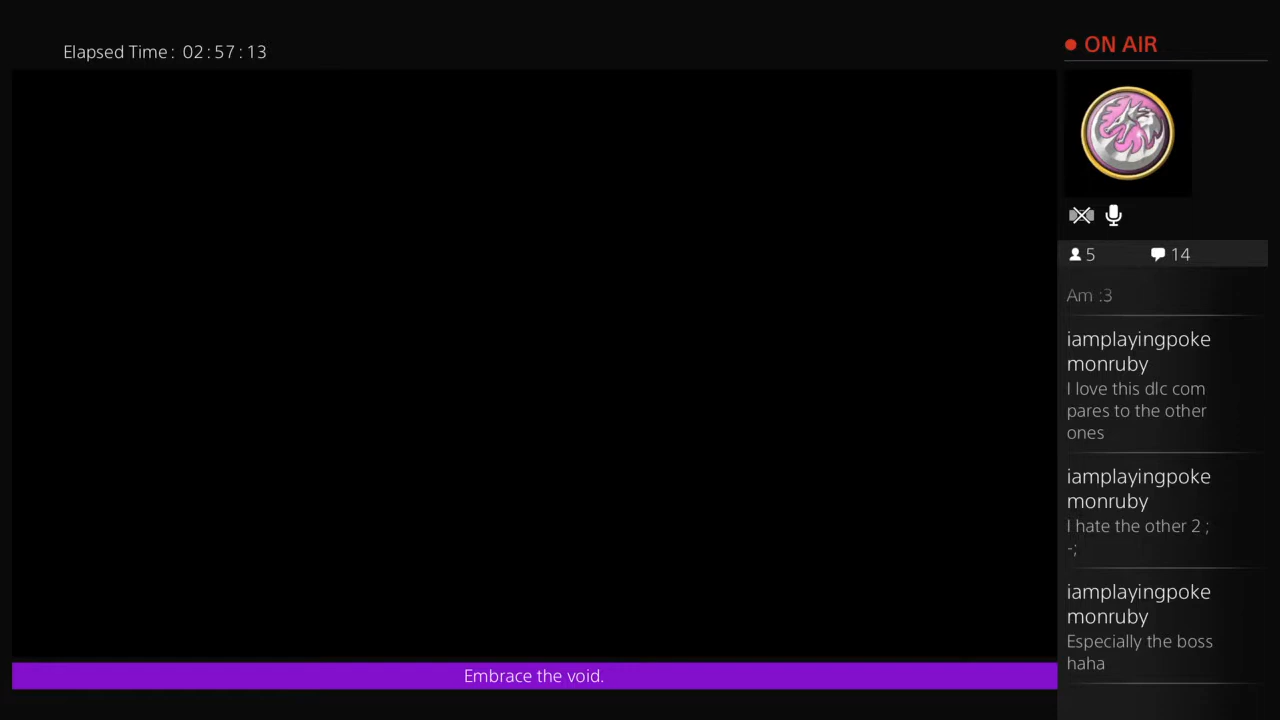 Elapsed Time: 02:57:13
ON AIR
5 14
Am :3
iamplayingpoke
monruby
I love this dlc com
pares to the other
ones
iamplayingpoke
monruby
I hate the other 2 ;
-;
iamplayingpoke
monruby
Especially the boss
haha
Embrace the void.